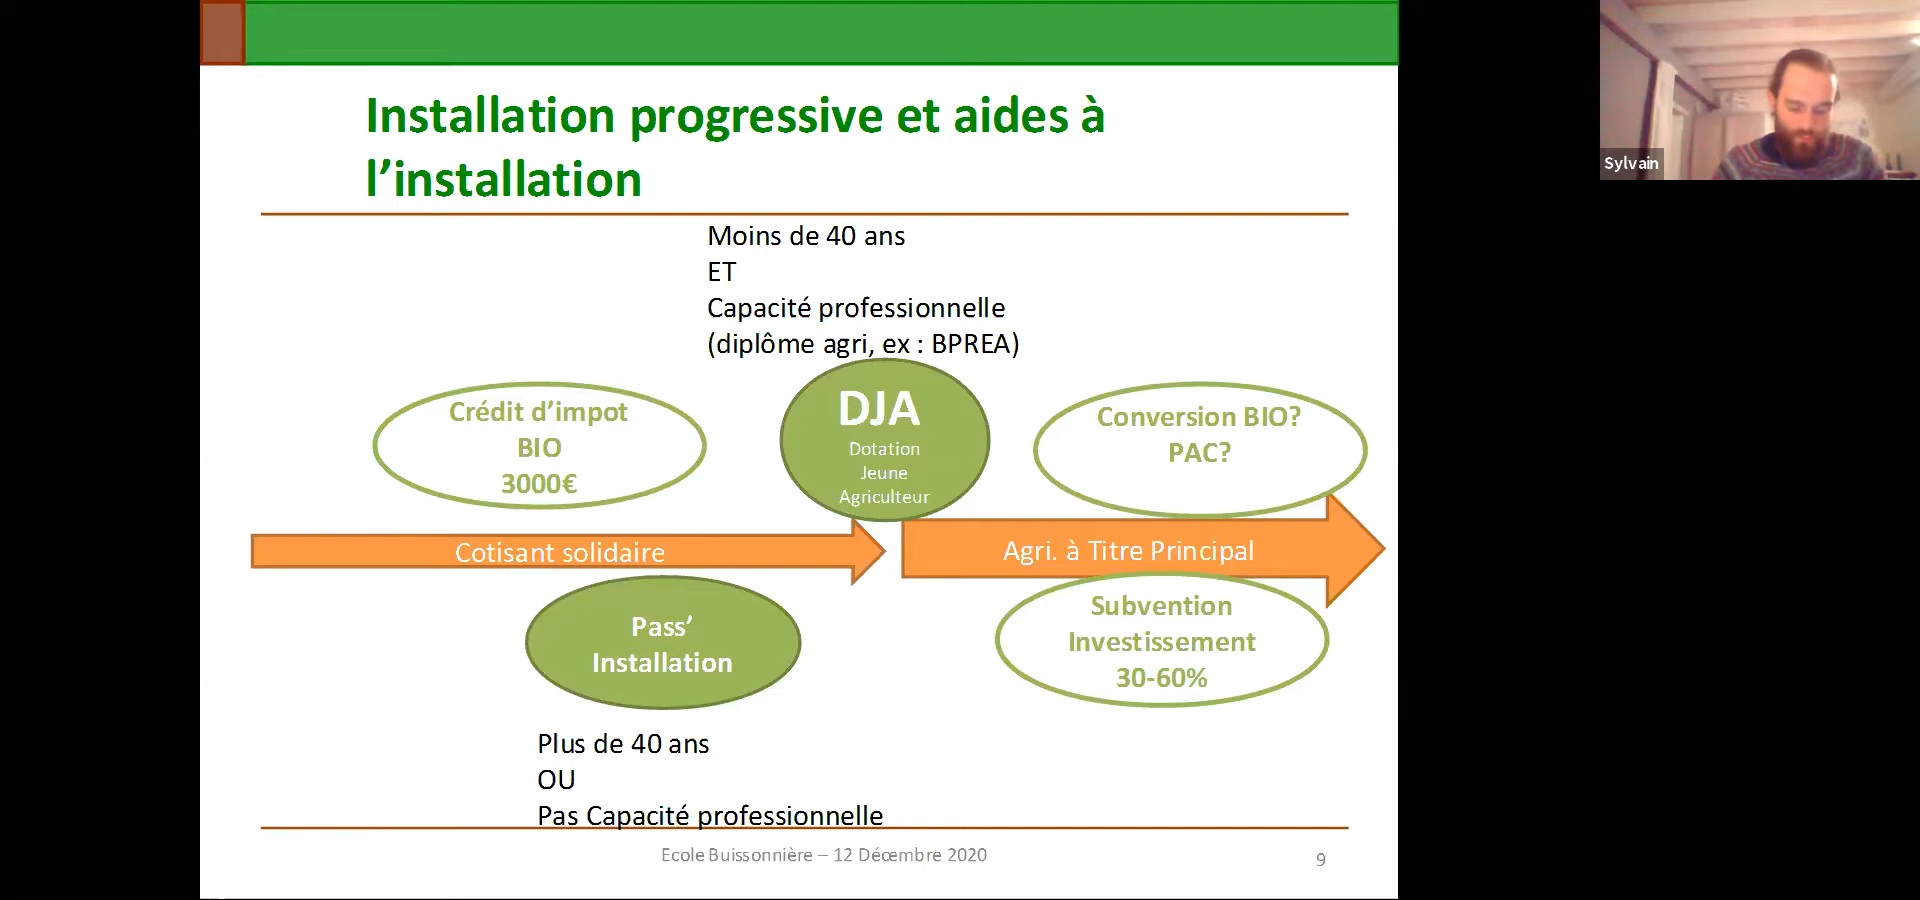 Installation progressive et aides à
l’installation
Moins de 40 ans
ET
Capacité professionnelle
(diplôme agri, ex : BPREA)
Crédit d’impot
BIO
3000€
DJA
Dotation
Jeune
Agriculteur
Conversion BIO?
PAC?
Cotisant solidaire
Agri. à Titre Principal
Pass’
Installation
Subvention
Investissement
30-60%
Plus de 40 ans
OU
Pas Capacité professionnelle
Ecole Buissonnière – 12 Décembre 2020
9
Sylvain